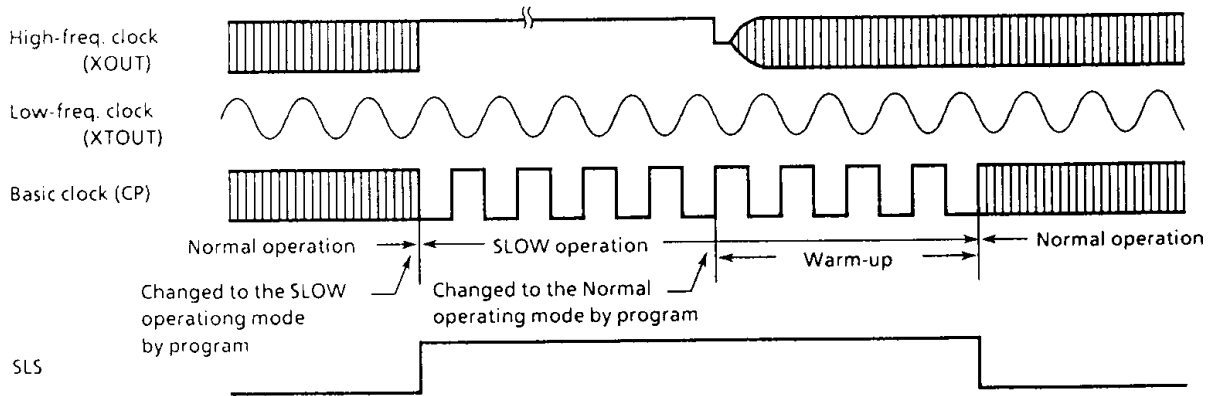 High-freq. clock
(XOUT)
Low-freq. clock
(XTOUT)
Basic clock (CP)
Normal operation
SLOW operation
Normal operation
Warm-up
Changed to the SLOW
operationg mode
by program
Changed to the Normal
operating mode by program
SLS